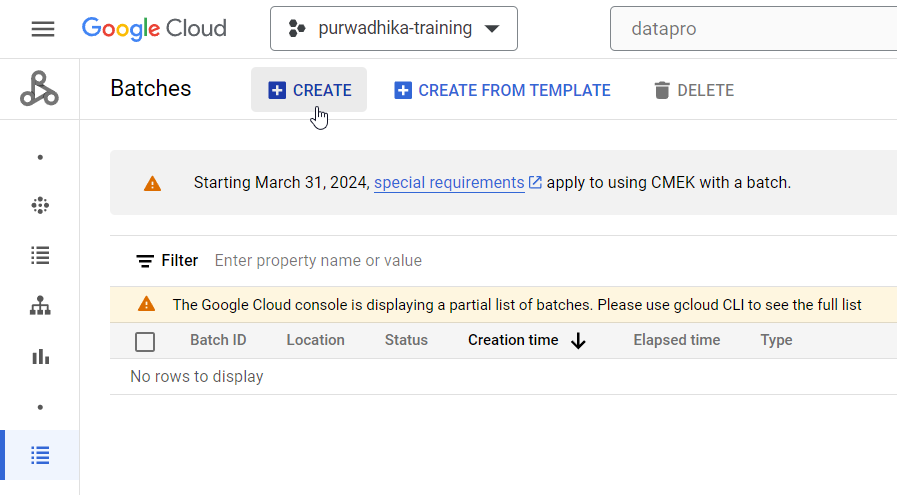 Google Cloud
purwadhika-training
datapro
Batches
CREATE
CREATE FROM TEMPLATE
DELETE
Starting March 31, 2024, special requirements apply to using CMEK with a batch.
Filter Enter property name or value
The Google Cloud console is displaying a partial list of batches. Please use gcloud CLI to see the full list
Batch ID Location Status Creation time Elapsed time Type
No rows to display